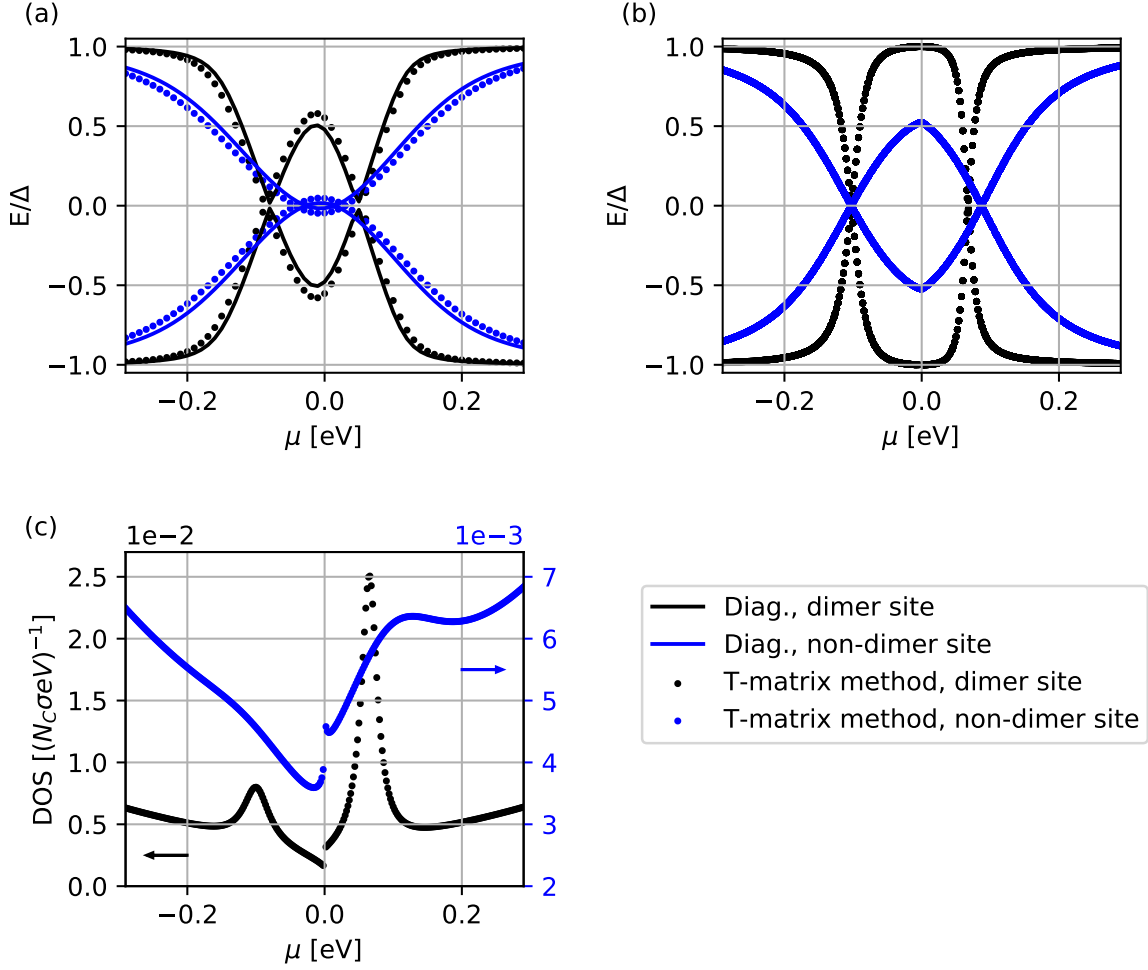 (a)
1.0
0.5
0.0
−0.5
−1.0
E/Δ
−0.2
0.0
0.2
μ [eV]
(b)
1.0
0.5
0.0
−0.5
−1.0
E/Δ
−0.2
0.0
0.2
μ [eV]
(c)
1e−2
1e−3
2.5
2.0
1.5
1.0
0.5
0.0
DOS [(N_C σeV)⁻¹]
7
6
5
4
3
2
−0.2
0.0
0.2
μ [eV]
Diag., dimer site
Diag., non-dimer site
T-matrix method, dimer site
T-matrix method, non-dimer site